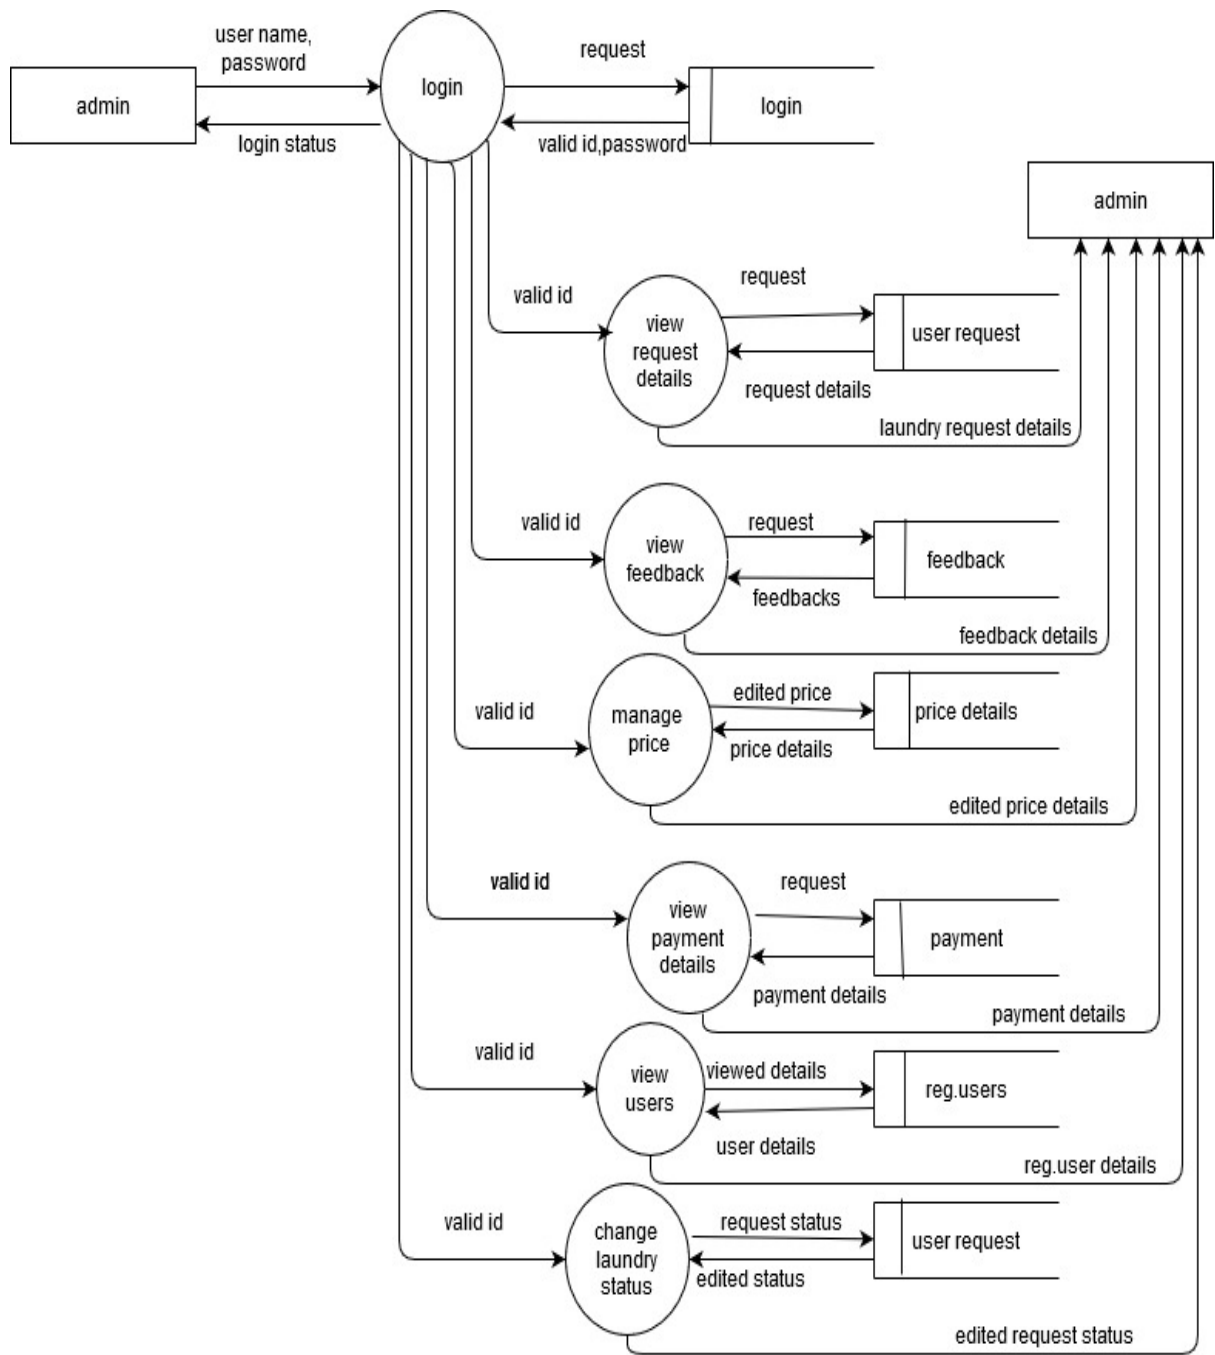 user name,
password
request
admin
login
login
login status
valid id,password
admin
valid id
request
view
request
details
user request
request details
laundry request details
valid id
request
view
feedback
feedback
feedbacks
feedback details
valid id
edited price
manage
price
price details
price details
edited price details
valid id
request
view
payment
details
payment
payment details
payment details
valid id
viewed details
view
users
reg.users
user details
reg.user details
valid id
request status
change
laundry
status
user request
edited status
edited request status